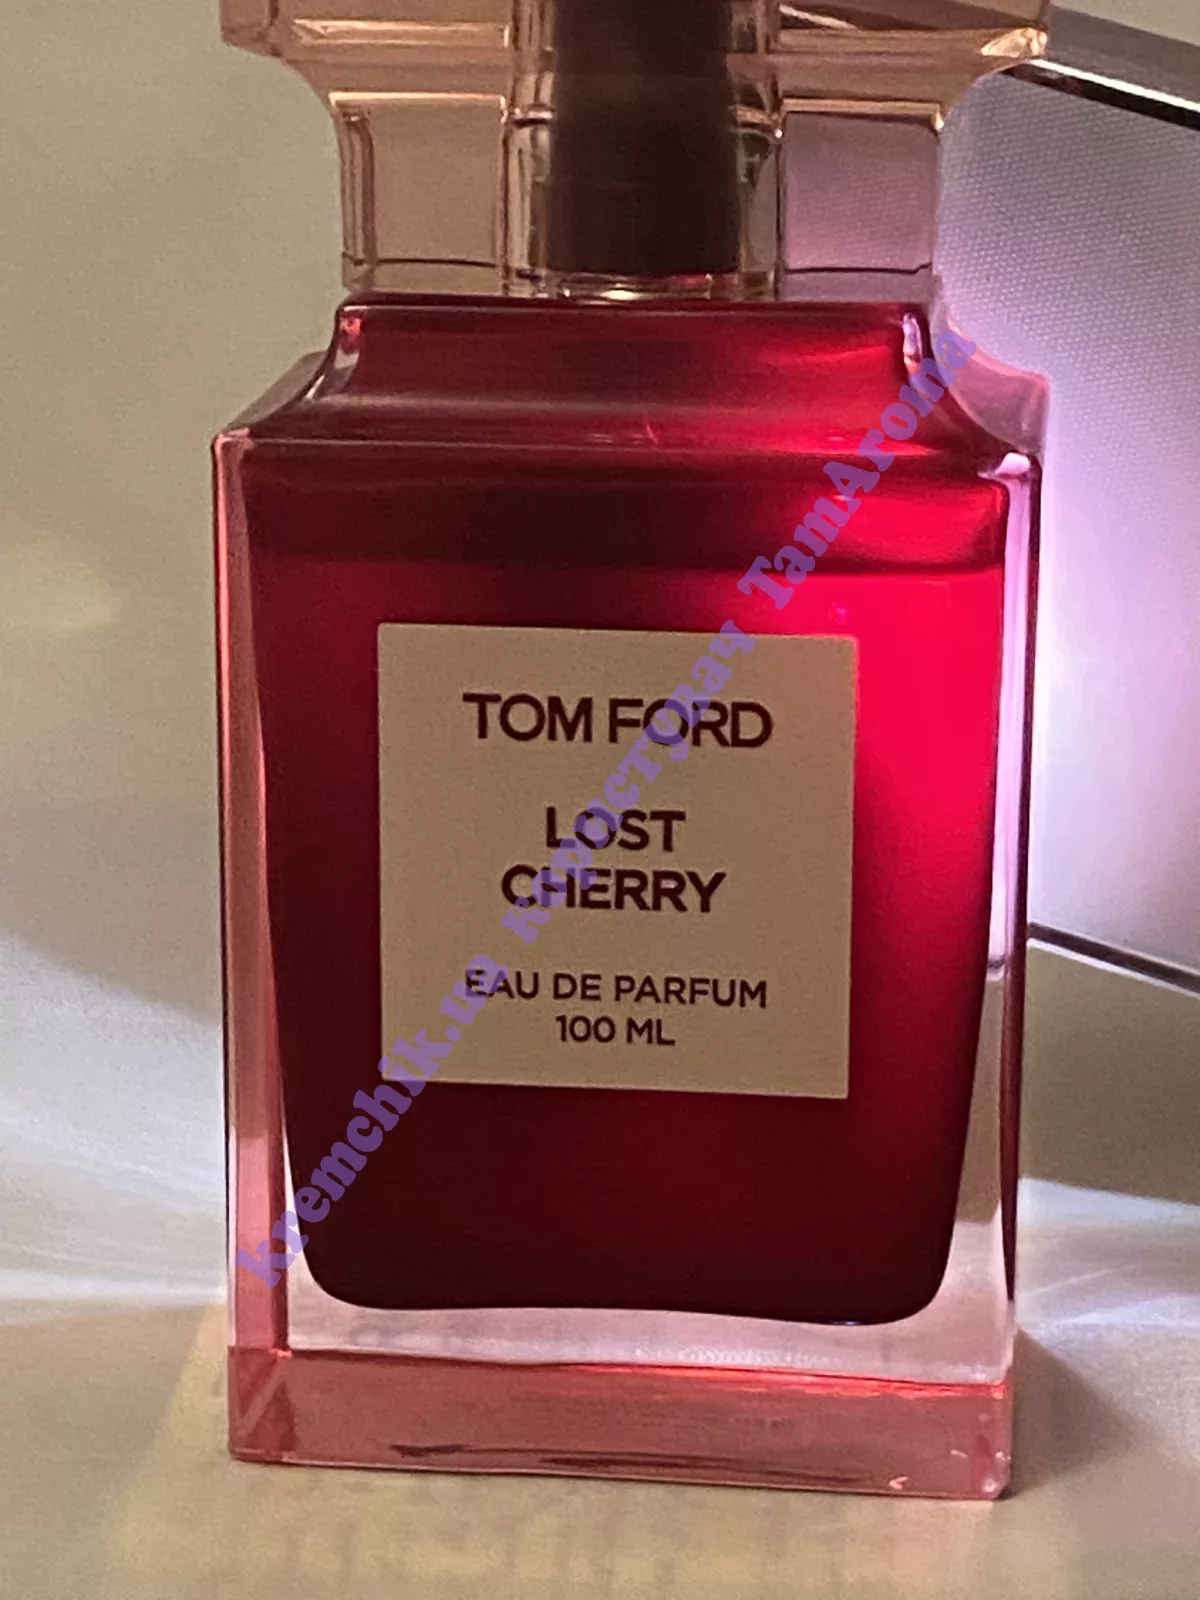 TOM FORD
LOST
CHERRY
EAU DE PARFUM
100 ML
kremchik.ua користувач TamAroma